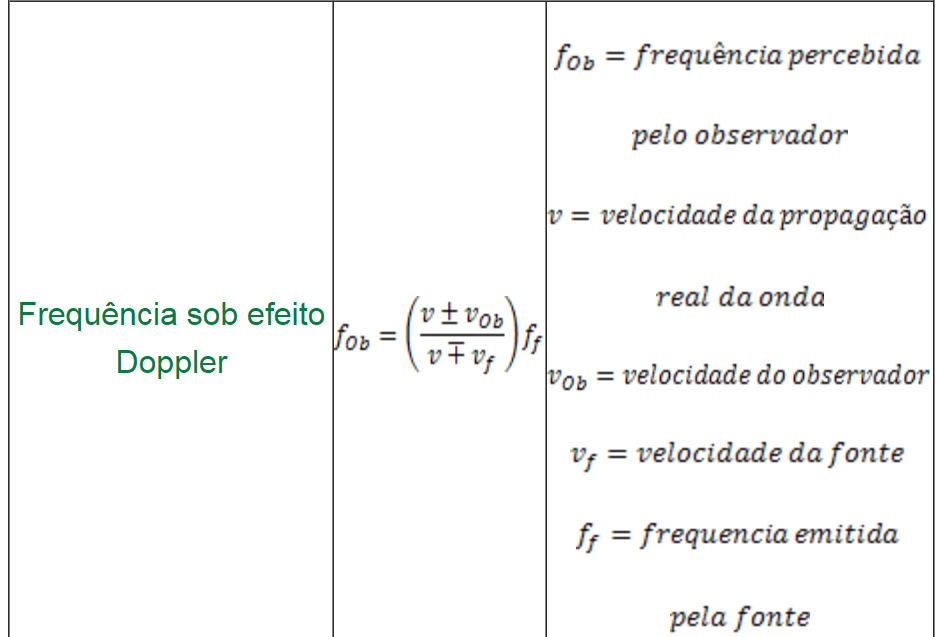 Frequência sob efeito
Doppler
f_{Ob} = \left(\frac{v \pm v_{Ob}}{v \mp v_f}\right) f_f
f_{Ob} = frequência percebida
pelo observador
v = velocidade da propagação
real da onda
v_{Ob} = velocidade do observador
v_f = velocidade da fonte
f_f = frequencia emitida
pela fonte